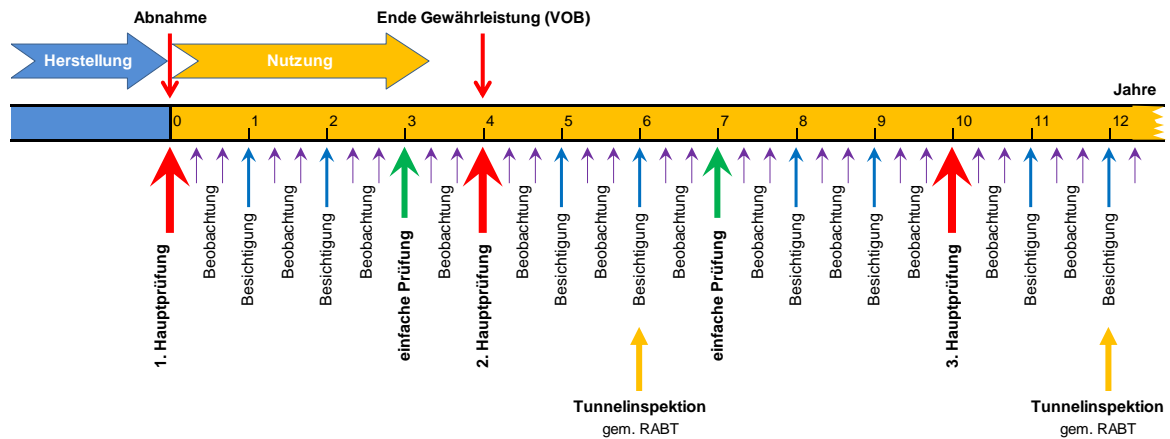 Abnahme
Ende Gewährleistung (VOB)
Herstellung
Nutzung
Jahre
0 1 2 3 4 5 6 7 8 9 10 11 12
1. Hauptprüfung
Beobachtung
Besichtigung
Beobachtung
Besichtigung
Beobachtung
einfache Prüfung
Beobachtung
2. Hauptprüfung
Beobachtung
Besichtigung
Beobachtung
Besichtigung
Beobachtung
einfache Prüfung
Beobachtung
Besichtigung
Beobachtung
Besichtigung
Beobachtung
3. Hauptprüfung
Beobachtung
Besichtigung
Beobachtung
Besichtigung
Tunnelinspektion
gem. RABT
Tunnelinspektion
gem. RABT